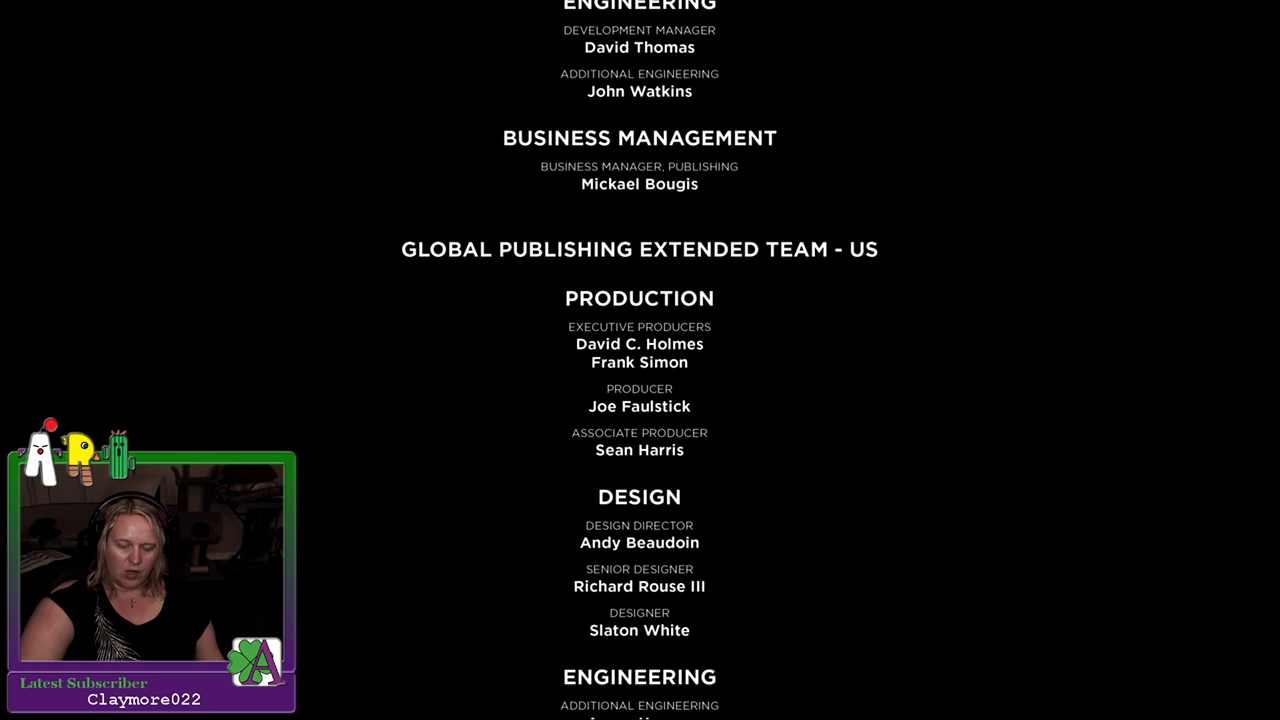 ENGINEERING
DEVELOPMENT MANAGER
David Thomas
ADDITIONAL ENGINEERING
John Watkins
BUSINESS MANAGEMENT
BUSINESS MANAGER, PUBLISHING
Mickael Bougis
GLOBAL PUBLISHING EXTENDED TEAM - US
PRODUCTION
EXECUTIVE PRODUCERS
David C. Holmes
Frank Simon
PRODUCER
Joe Faulstick
ASSOCIATE PRODUCER
Sean Harris
DESIGN
DESIGN DIRECTOR
Andy Beaudoin
SENIOR DESIGNER
Richard Rouse III
DESIGNER
Slaton White
ENGINEERING
ADDITIONAL ENGINEERING
A
Latest Subscriber
Claymore022